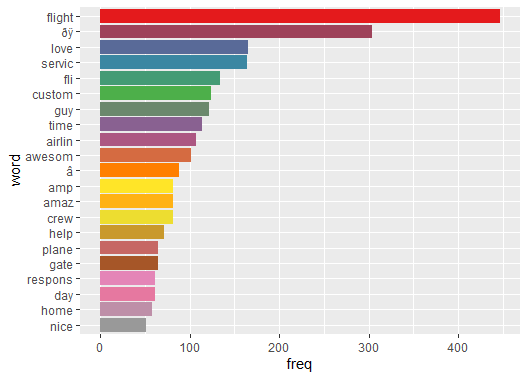 flight
ðÿ
love
servic
fli
custom
guy
time
airlin
awesom
â
amp
amaz
crew
help
plane
gate
respons
day
home
nice
word
0 100 200 300 400
freq